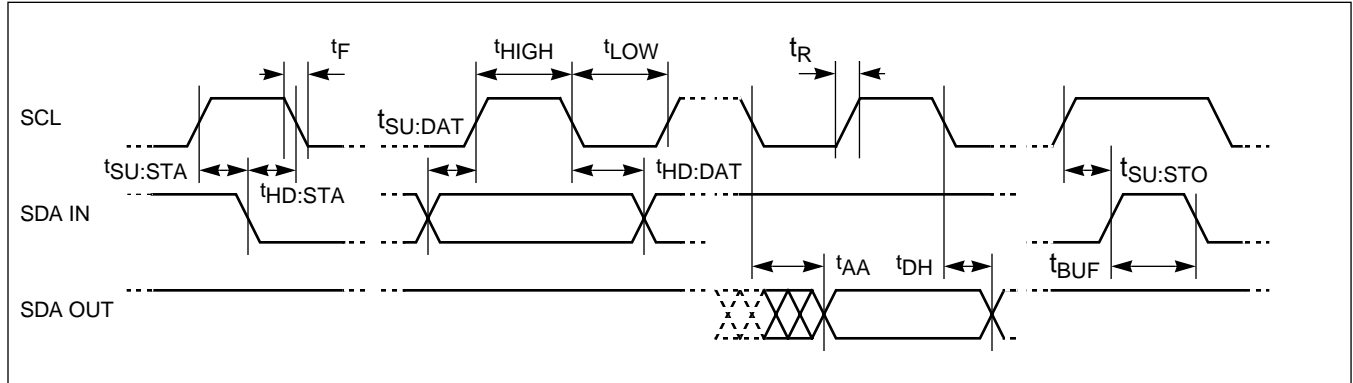 tF tHIGH tLOW tR
SCL
tSU:DAT
tSU:STA tHD:STA tHD:DAT tSU:STO
SDA IN
tAA tDH tBUF
SDA OUT